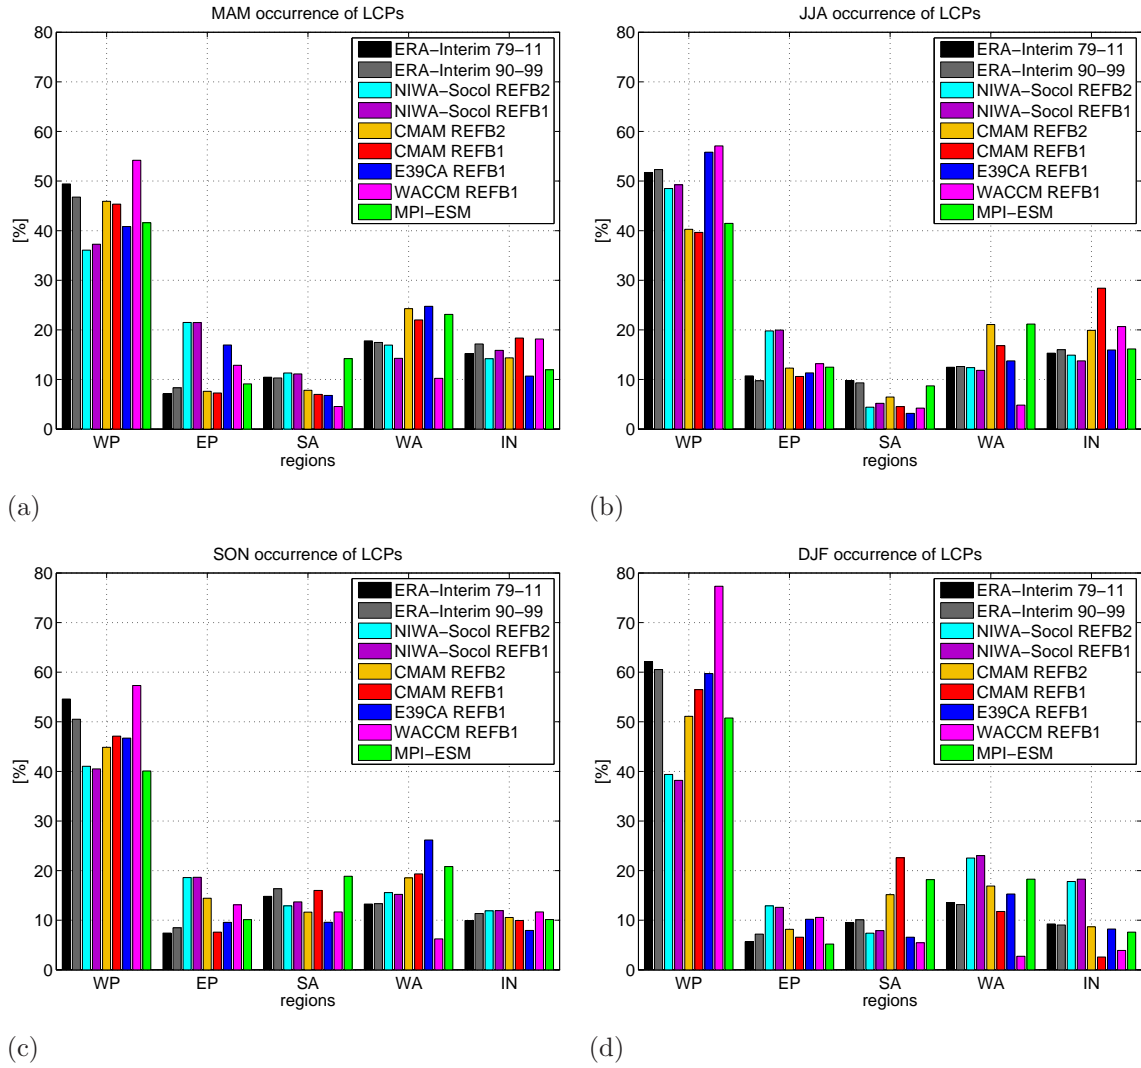 MAM occurrence of LCPs
80
70
60
50
40
30
20
10
0
[%]
ERA−Interim 79−11
ERA−Interim 90−99
NIWA−Socol REFB2
NIWA−Socol REFB1
CMAM REFB2
CMAM REFB1
E39CA REFB1
WACCM REFB1
MPI−ESM
WP EP SA WA IN
regions
(a)
JJA occurrence of LCPs
80
70
60
50
40
30
20
10
0
[%]
ERA−Interim 79−11
ERA−Interim 90−99
NIWA−Socol REFB2
NIWA−Socol REFB1
CMAM REFB2
CMAM REFB1
E39CA REFB1
WACCM REFB1
MPI−ESM
WP EP SA WA IN
regions
(b)
SON occurrence of LCPs
80
70
60
50
40
30
20
10
0
[%]
ERA−Interim 79−11
ERA−Interim 90−99
NIWA−Socol REFB2
NIWA−Socol REFB1
CMAM REFB2
CMAM REFB1
E39CA REFB1
WACCM REFB1
MPI−ESM
WP EP SA WA IN
regions
(c)
DJF occurrence of LCPs
80
70
60
50
40
30
20
10
0
[%]
ERA−Interim 79−11
ERA−Interim 90−99
NIWA−Socol REFB2
NIWA−Socol REFB1
CMAM REFB2
CMAM REFB1
E39CA REFB1
WACCM REFB1
MPI−ESM
WP EP SA WA IN
regions
(d)